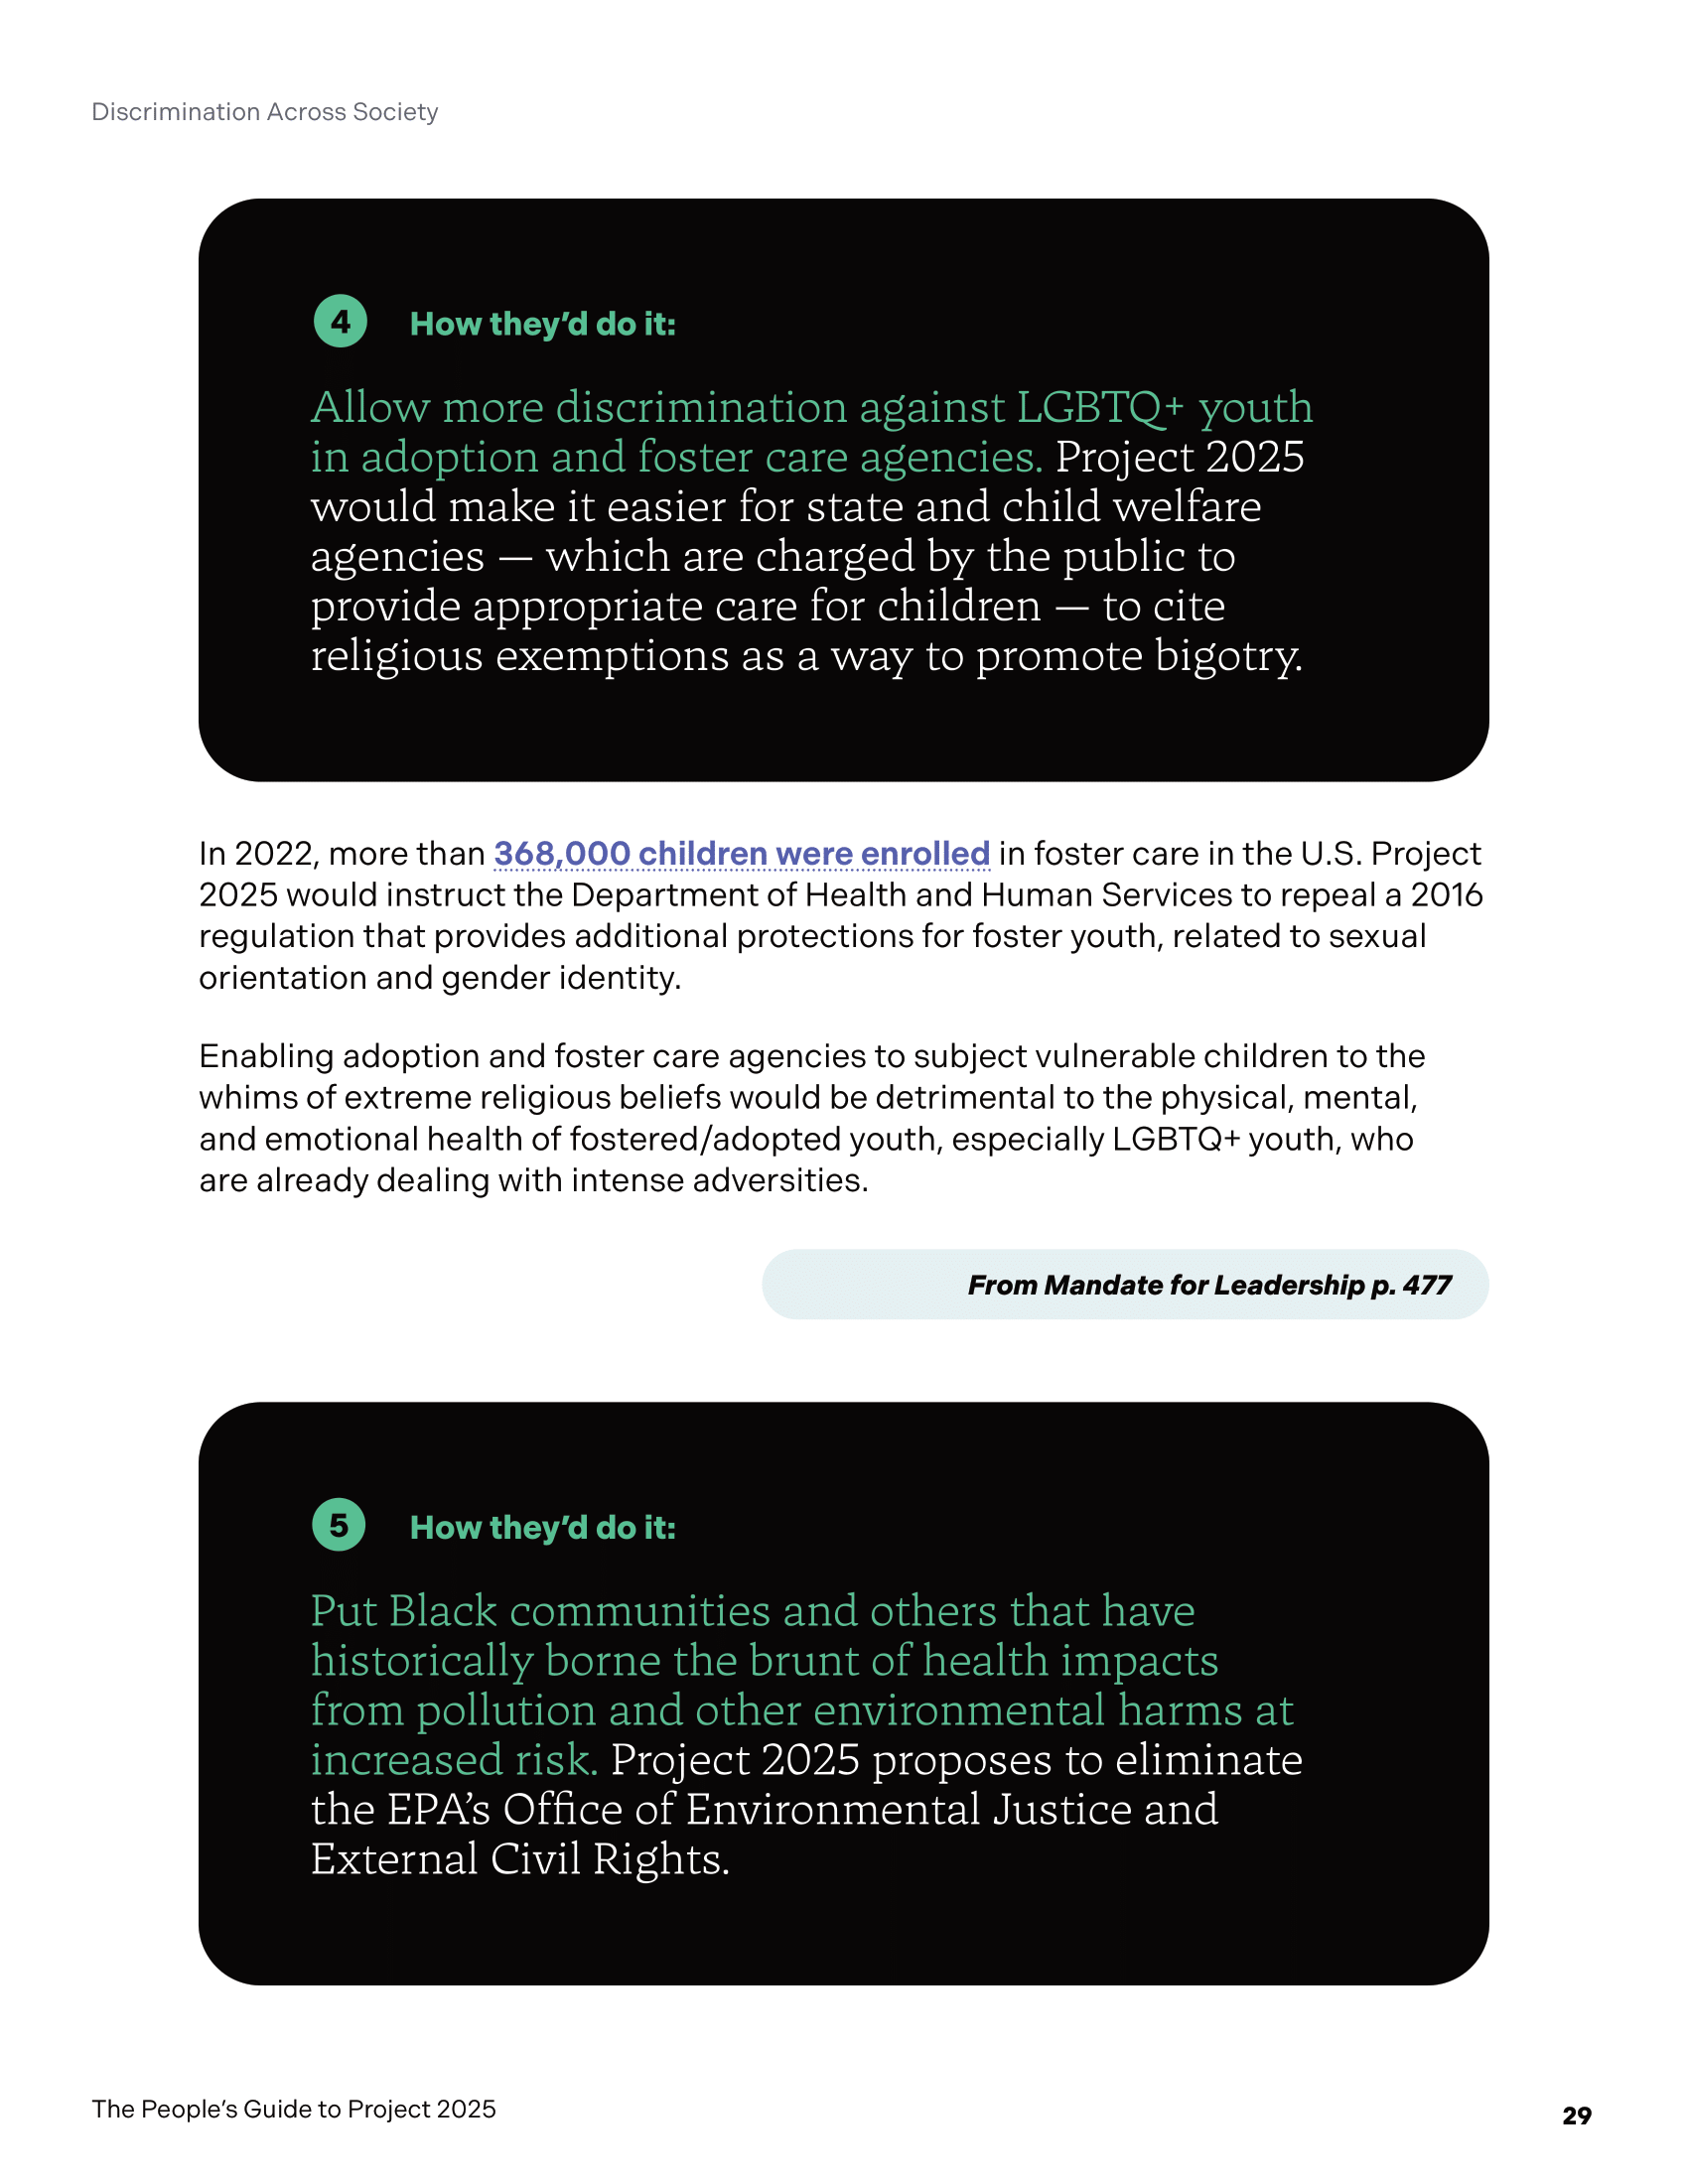 Discrimination Across Society
4 How they’d do it:
Allow more discrimination against LGBTQ+ youth
in adoption and foster care agencies. Project 2025
would make it easier for state and child welfare
agencies — which are charged by the public to
provide appropriate care for children — to cite
religious exemptions as a way to promote bigotry.
In 2022, more than 368,000 children were enrolled in foster care in the U.S. Project
2025 would instruct the Department of Health and Human Services to repeal a 2016
regulation that provides additional protections for foster youth, related to sexual
orientation and gender identity.
Enabling adoption and foster care agencies to subject vulnerable children to the
whims of extreme religious beliefs would be detrimental to the physical, mental,
and emotional health of fostered/adopted youth, especially LGBTQ+ youth, who
are already dealing with intense adversities.
From Mandate for Leadership p. 477
5 How they’d do it:
Put Black communities and others that have
historically borne the brunt of health impacts
from pollution and other environmental harms at
increased risk. Project 2025 proposes to eliminate
the EPA’s Office of Environmental Justice and
External Civil Rights.
The People’s Guide to Project 2025
29